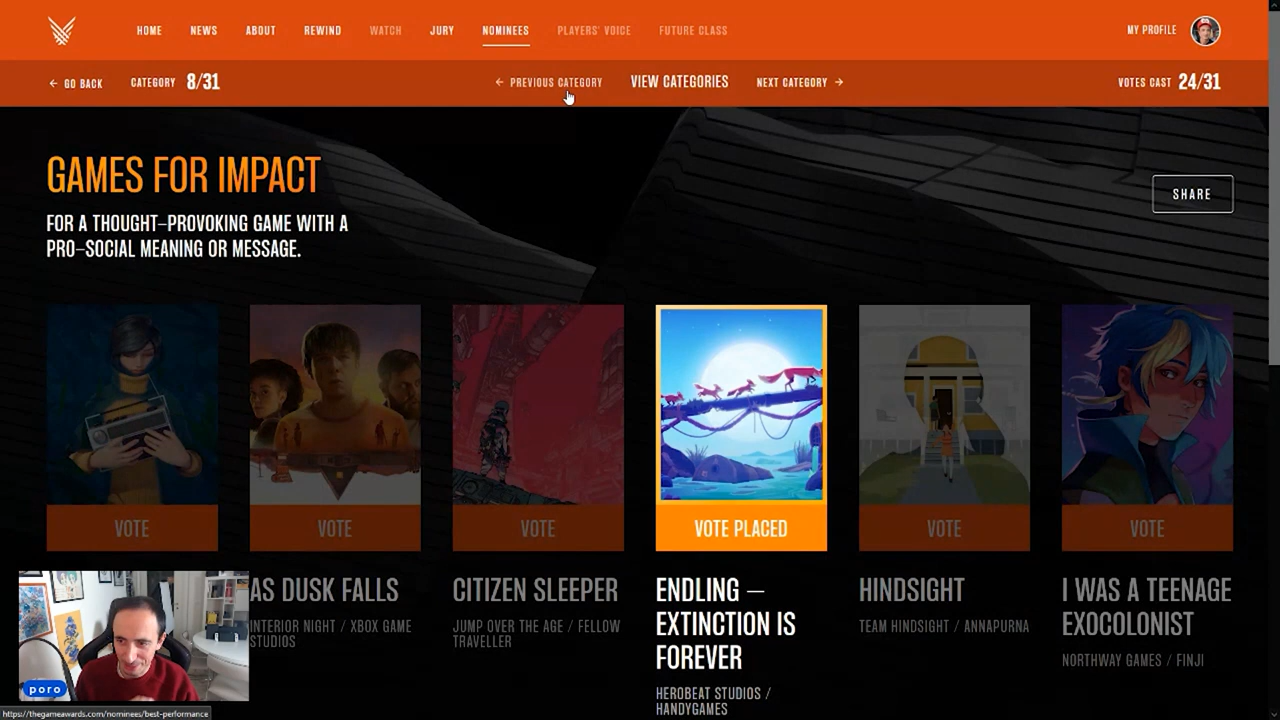 HOME NEWS ABOUT REWIND WATCH JURY NOMINEES PLAYERS' VOICE FUTURE CLASS MY PROFILE
← GO BACK CATEGORY 8/31 ← PREVIOUS CATEGORY VIEW CATEGORIES NEXT CATEGORY → VOTES CAST 24/31
GAMES FOR IMPACT
SHARE
FOR A THOUGHT-PROVOKING GAME WITH A
PRO-SOCIAL MEANING OR MESSAGE.
VOTE VOTE VOTE VOTE PLACED VOTE VOTE
AS DUSK FALLS
INTERIOR NIGHT / XBOX GAME
STUDIOS
CITIZEN SLEEPER
JUMP OVER THE AGE / FELLOW
TRAVELLER
ENDLING –
EXTINCTION IS
FOREVER
HEROBEAT STUDIOS /
HANDYGAMES
HINDSIGHT
TEAM HINDSIGHT / ANNAPURNA
I WAS A TEENAGE
EXOCOLONIST
NORTHWAY GAMES / FINJI
poro
https://thegameawards.com/nominees/best-performance